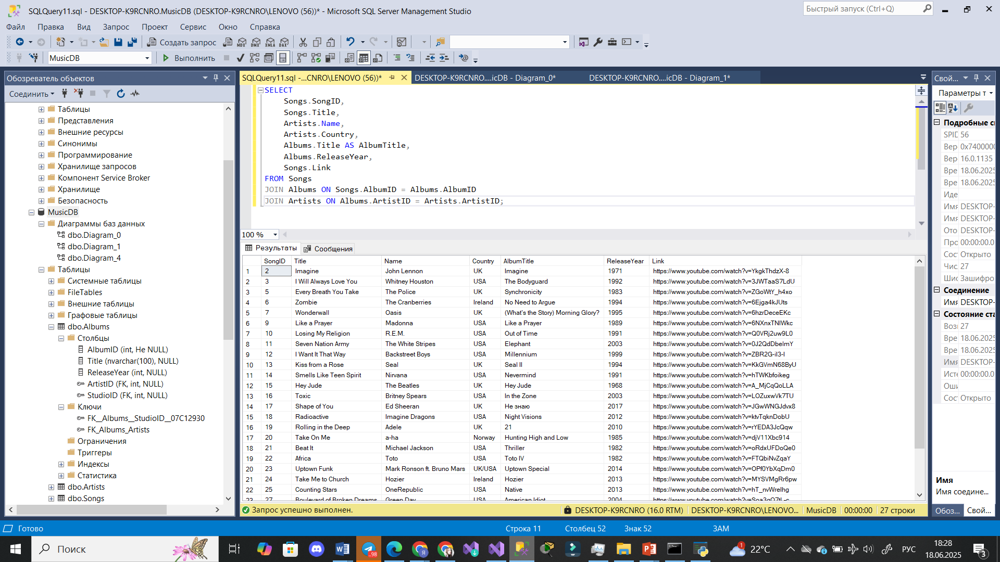 SQLQuery11.sql - DESKTOP-K9RCNRO.MusicDB (DESKTOP-K9RCNRO\LENOVO (56))* - Microsoft SQL Server Management Studio
Быстрый запуск (Ctrl+Q)
Файл Правка Вид Запрос Проект Сервис Окно Справка
Создать запрос
MusicDB
Выполнить
Обозреватель объектов
Соединить
Таблицы
Представления
Внешние ресурсы
Синонимы
Программирование
Хранилище запросов
Компонент Service Broker
Хранилище
Безопасность
MusicDB
Диаграммы баз данных
dbo.Diagram_0
dbo.Diagram_1
dbo.Diagram_4
Таблицы
Системные таблицы
FileTables
Внешние таблицы
Графовые таблицы
dbo.Albums
Столбцы
AlbumID (int, Не NULL)
Title (nvarchar(100), NULL)
ReleaseYear (int, NULL)
ArtistID (FK, int, NULL)
StudioID (FK, int, NULL)
Ключи
FK__Albums__StudioID__07C12930
FK_Albums_Artists
Ограничения
Триггеры
Индексы
Статистика
dbo.Artists
dbo.Songs
SQLQuery11.sql -...CNRO\LENOVO (56))* DESKTOP-K9RCNRO....icDB - Diagram_0* DESKTOP-K9RCNRO....icDB - Diagram_1*
SELECT
Songs.SongID,
Songs.Title,
Artists.Name,
Artists.Country,
Albums.Title AS AlbumTitle,
Albums.ReleaseYear,
Songs.Link
FROM Songs
JOIN Albums ON Songs.AlbumID = Albums.AlbumID
JOIN Artists ON Albums.ArtistID = Artists.ArtistID;
100 %
Результаты Сообщения
SongID Title Name Country AlbumTitle ReleaseYear Link
1 2 Imagine John Lennon UK Imagine 1971 https://www.youtube.com/watch?v=YkgkThdzX-8
2 3 I Will Always Love You Whitney Houston USA The Bodyguard 1992 https://www.youtube.com/watch?v=3JWTaaS7LdU
3 5 Every Breath You Take The Police UK Synchronicity 1983 https://www.youtube.com/watch?v=ZGoWtY_h4xo
4 6 Zombie The Cranberries Ireland No Need to Argue 1994 https://www.youtube.com/watch?v=6Ejga4kJUts
5 7 Wonderwall Oasis UK (What's the Story) Morning Glory? 1995 https://www.youtube.com/watch?v=6hzrDeceEKc
6 9 Like a Prayer Madonna USA Like a Prayer 1989 https://www.youtube.com/watch?v=6NXnxTNIWkc
7 10 Losing My Religion R.E.M. USA Out of Time 1991 https://www.youtube.com/watch?v=Q0VRj2uw9L0
8 11 Seven Nation Army The White Stripes USA Elephant 2003 https://www.youtube.com/watch?v=0J2QdDbelmY
9 12 I Want It That Way Backstreet Boys USA Millennium 1999 https://www.youtube.com/watch?v=ZBR2G-iI3-I
10 13 Kiss from a Rose Seal UK Seal II 1994 https://www.youtube.com/watch?v=KkGVmN68ByU
11 14 Smells Like Teen Spirit Nirvana USA Nevermind 1991 https://www.youtube.com/watch?v=hTWKbfoikeg
12 15 Hey Jude The Beatles UK Hey Jude 1968 https://www.youtube.com/watch?v=A_MjCqQoLLA
13 16 Toxic Britney Spears USA In the Zone 2003 https://www.youtube.com/watch?v=LOZuxwVk7TU
14 17 Shape of You Ed Sheeran UK Не знаю 2017 https://www.youtube.com/watch?v=JGwWNGJdvx8
15 18 Radioactive Imagine Dragons USA Night Visions 2012 https://www.youtube.com/watch?v=ktvTqknDobU
16 19 Rolling in the Deep Adele UK 21 2010 https://www.youtube.com/watch?v=rYEDA3JcQqw
17 20 Take On Me a-ha Norway Hunting High and Low 1985 https://www.youtube.com/watch?v=djV11Xbc914
18 21 Beat It Michael Jackson USA Thriller 1982 https://www.youtube.com/watch?v=oRdxUFDoQe0
19 22 Africa Toto USA Toto IV 1982 https://www.youtube.com/watch?v=FTQbiNvZqaY
20 23 Uptown Funk Mark Ronson ft. Bruno Mars UK/USA Uptown Special 2014 https://www.youtube.com/watch?v=OPf0YbXqDm0
21 24 Take Me to Church Hozier Ireland Hozier 2013 https://www.youtube.com/watch?v=MYSVMgRr6pw
22 25 Counting Stars OneRepublic USA Native 2013 https://www.youtube.com/watch?v=hT_nvWreIhg
23 27 Boulevard of Broken Dreams Green Day USA American Idiot 2004
Запрос успешно выполнен.
DESKTOP-K9RCNRO (16.0 RTM) DESKTOP-K9RCNRO\LENOVO... MusicDB 00:00:00 27 строки
Свой...
Параметры т
Подробные с
SPID 56
Вер 0x7400000
Вер 16.0.1135
Вре 18.06.2025
Вре 18.06.2025
Иде
Имя DESKTOP-
Имя DESKTOP-
Ото DESKTOP-
Про 00:00:00.0
Сос Открыто
Чис 27
Шис Зашифро
Соединение
Имя DESKTOP-
Состояние ста
Воз 27
Вре 18.06.2025
Вре 18.06.2025
Имя DESKTOP-
Исте 00:00:00.0
Оши
Сос Открыто
Имя
Имя соедине...
Обоз... Свой...
Готово
Строка 11 Столбец 52 Знак 52 ЗАМ
Поиск
..98
1
22°C
РУС
18:28
18.06.2025
3